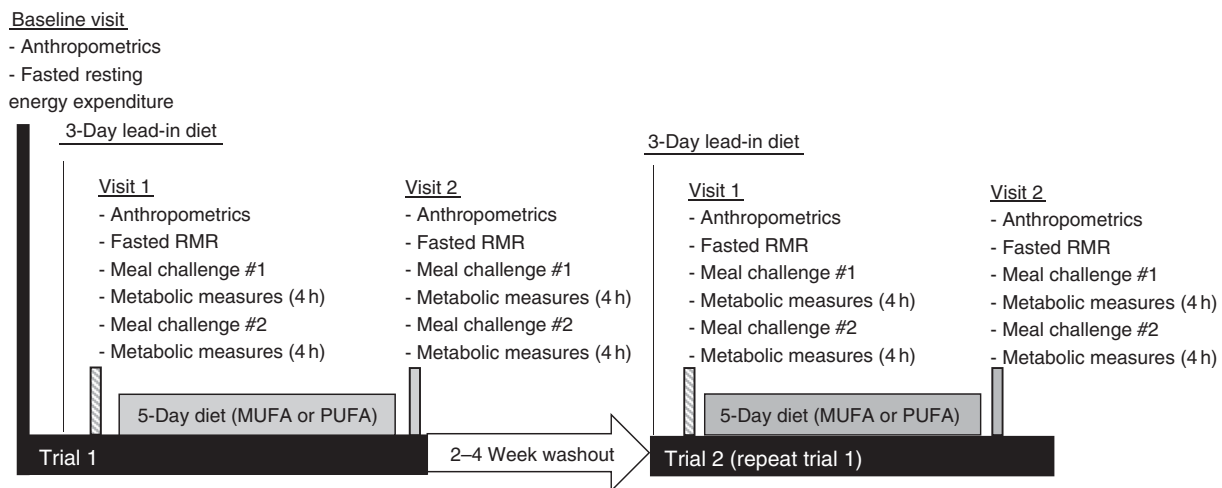 Baseline visit
- Anthropometrics
- Fasted resting
energy expenditure
3-Day lead-in diet
Visit 1
- Anthropometrics
- Fasted RMR
- Meal challenge #1
- Metabolic measures (4 h)
- Meal challenge #2
- Metabolic measures (4 h)
Visit 2
- Anthropometrics
- Fasted RMR
- Meal challenge #1
- Metabolic measures (4 h)
- Meal challenge #2
- Metabolic measures (4 h)
5-Day diet (MUFA or PUFA)
Trial 1
2–4 Week washout
3-Day lead-in diet
Visit 1
- Anthropometrics
- Fasted RMR
- Meal challenge #1
- Metabolic measures (4 h)
- Meal challenge #2
- Metabolic measures (4 h)
Visit 2
- Anthropometrics
- Fasted RMR
- Meal challenge #1
- Metabolic measures (4 h)
- Meal challenge #2
- Metabolic measures (4 h)
5-Day diet (MUFA or PUFA)
Trial 2 (repeat trial 1)